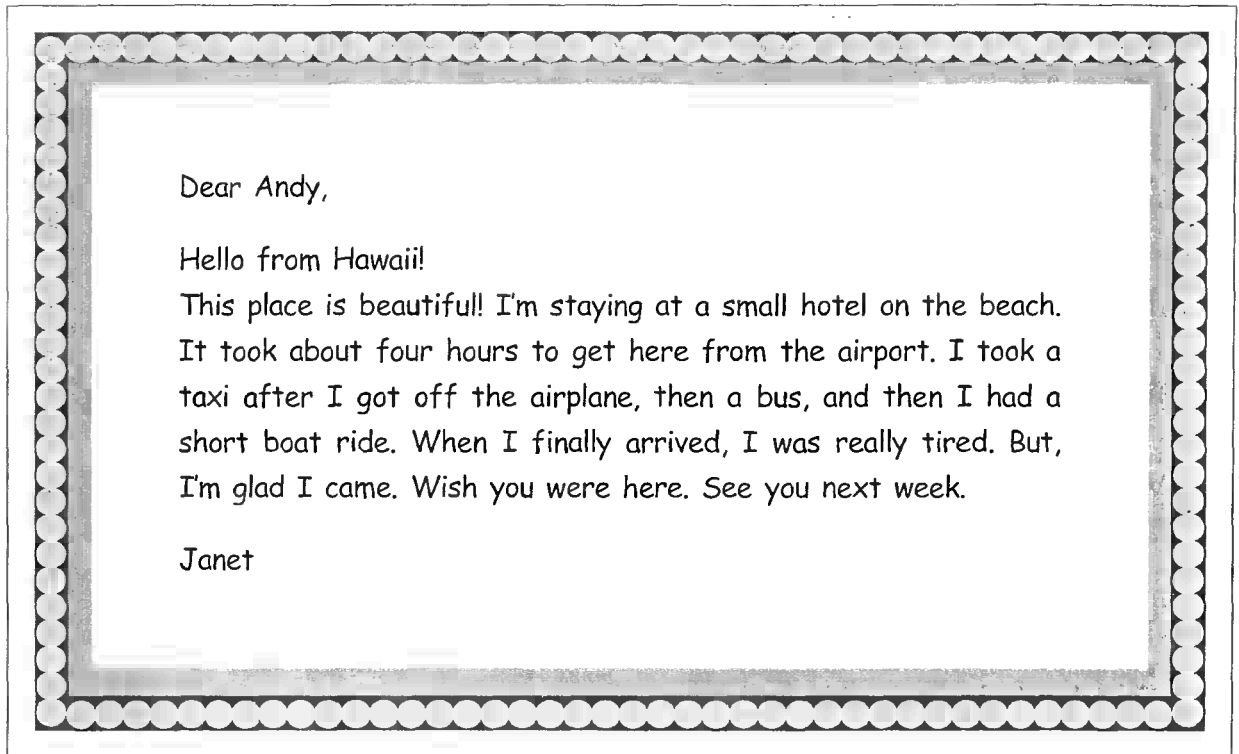 Dear Andy,
Hello from Hawaii!
This place is beautiful! I'm staying at a small hotel on the beach.
It took about four hours to get here from the airport. I took a
taxi after I got off the airplane, then a bus, and then I had a
short boat ride. When I finally arrived, I was really tired. But,
I'm glad I came. Wish you were here. See you next week.
Janet